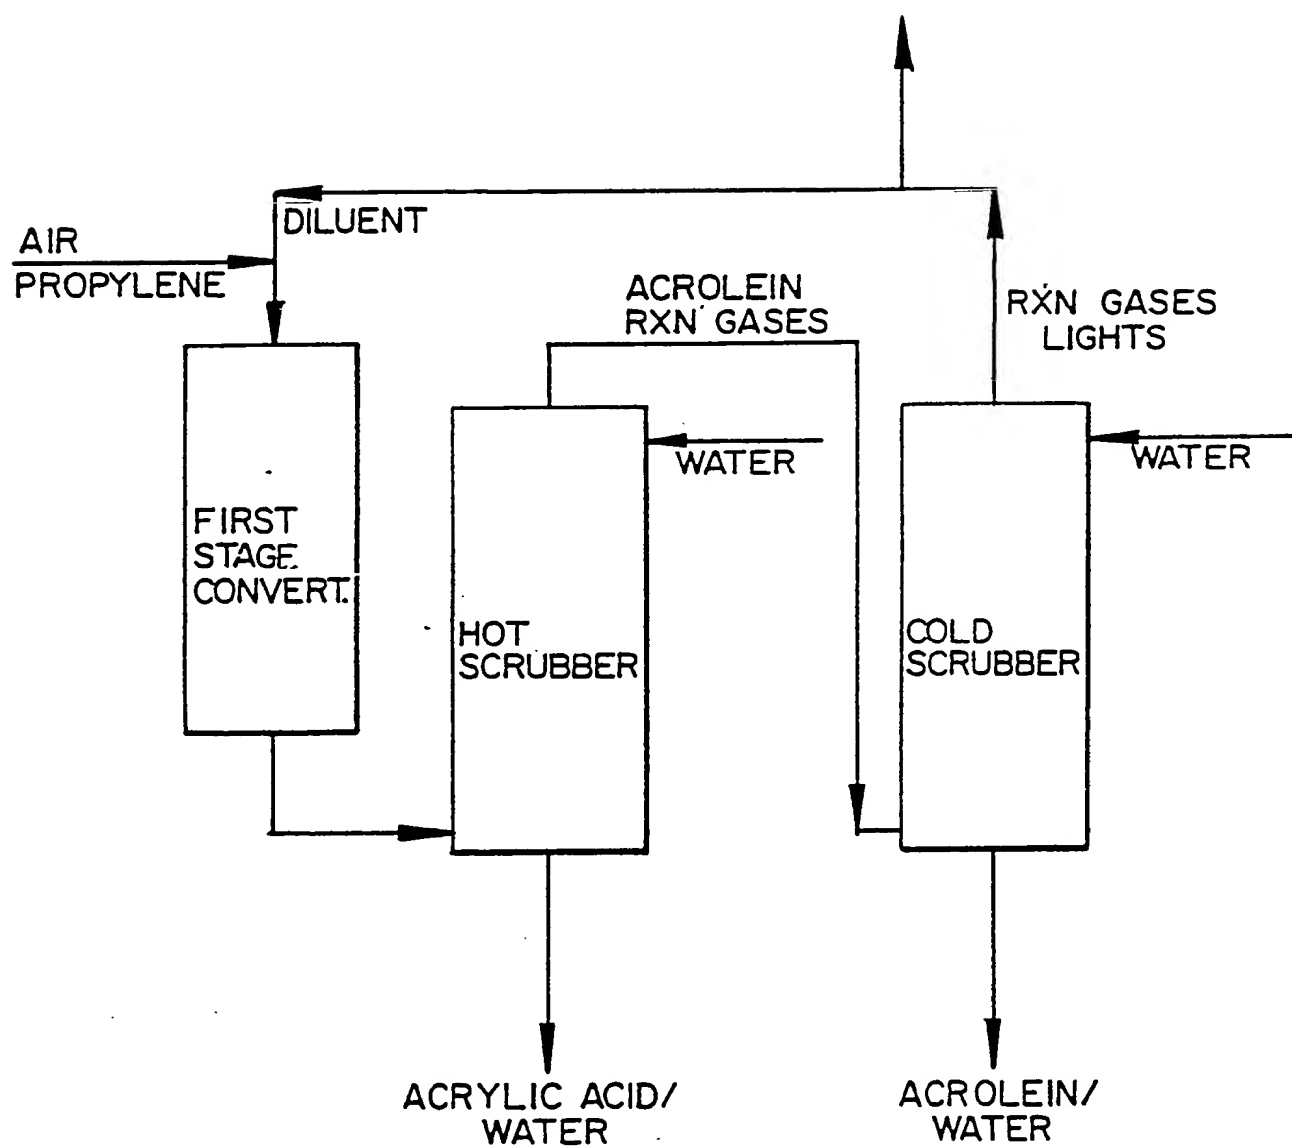 DILUENT
AIR
PROPYLENE
ACROLEIN
RXN GASES
RXN GASES
LIGHTS
WATER
WATER
FIRST
STAGE
CONVERT.
HOT
SCRUBBER
COLD
SCRUBBER
ACRYLIC ACID/
WATER
ACROLEIN/
WATER